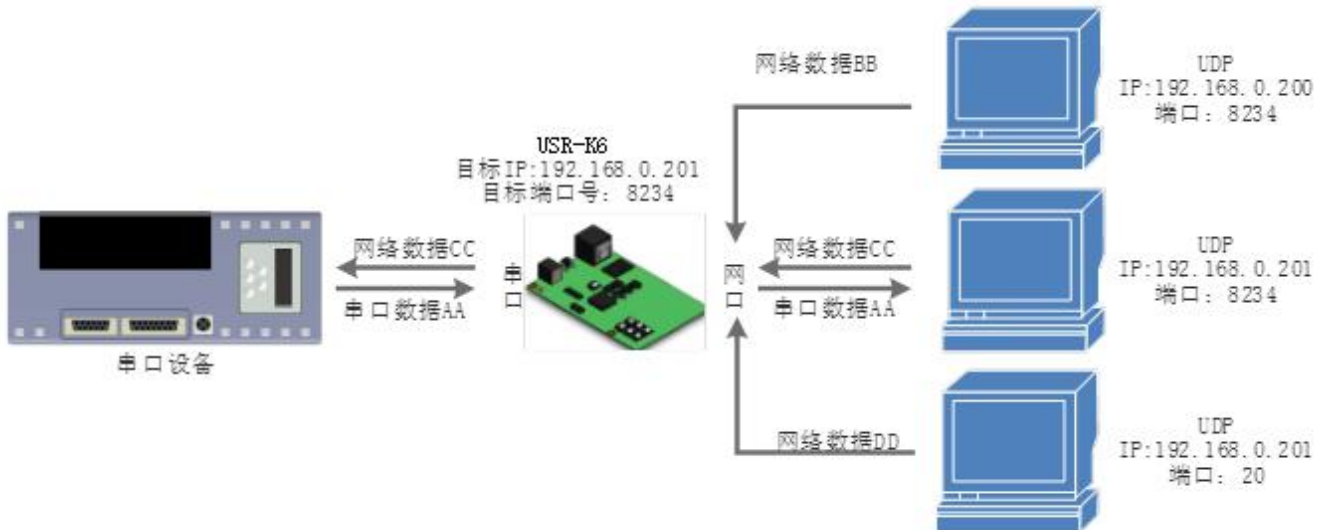 网络数据BB
UDP
IP:192.168.0.200
端口：8234
USR-K6
目标IP:192.168.0.201
目标端口号：8234
网络数据CC
串口数据AA
串口
网口
网络数据CC
串口数据AA
UDP
IP:192.168.0.201
端口：8234
串口设备
网络数据DD
UDP
IP:192.168.0.201
端口：20